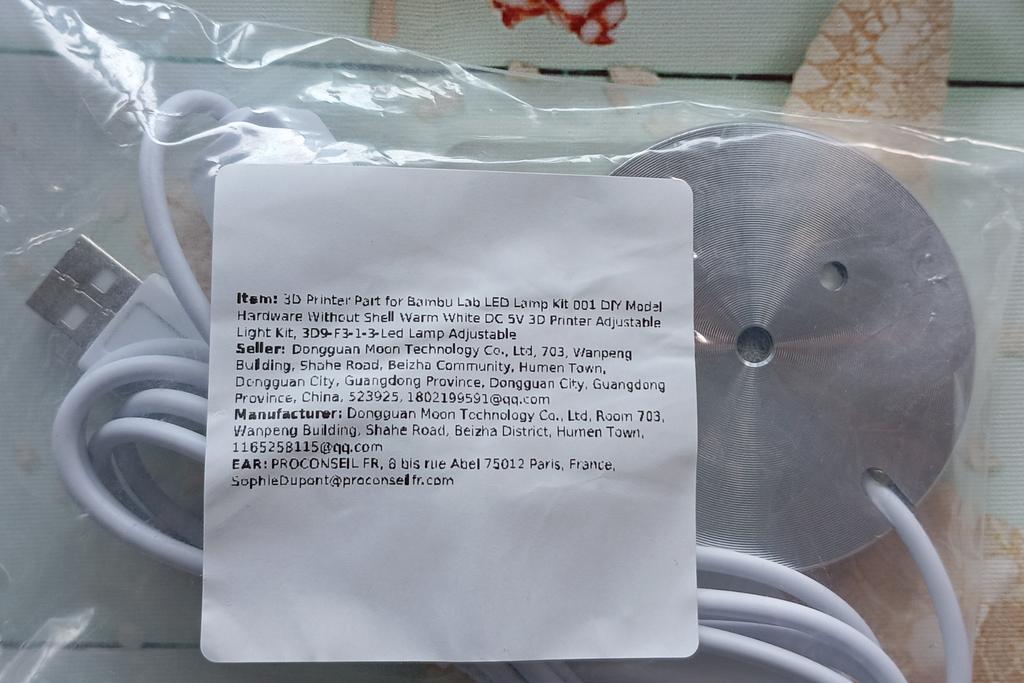 Item: 3D Printer Part for Bambu Lab LED Lamp Kit 001 DIY Model
Hardware Without Shell Warm White DC 5V 3D Printer Adjustable
Light Kit, 3D9-F3-1-3-Led Lamp Adjustable
Seller: Dongguan Moon Technology Co., Ltd, 703, Wanpeng
Building, Shahe Road, Beizha Community, Humen Town,
Dongguan City, Guangdong Province, Dongguan City, Guangdong
Province, China, 523925, 1802199591@qq.com
Manufacturer: Dongguan Moon Technology Co., Ltd, Room 703,
Wanpeng Building, Shahe Road, Beizha District, Humen Town,
1165258115@qq.com
EAR: PROCONSEIL FR, 8 bis rue Abel 75012 Paris, France,
SophieDupont@proconseilfr.com